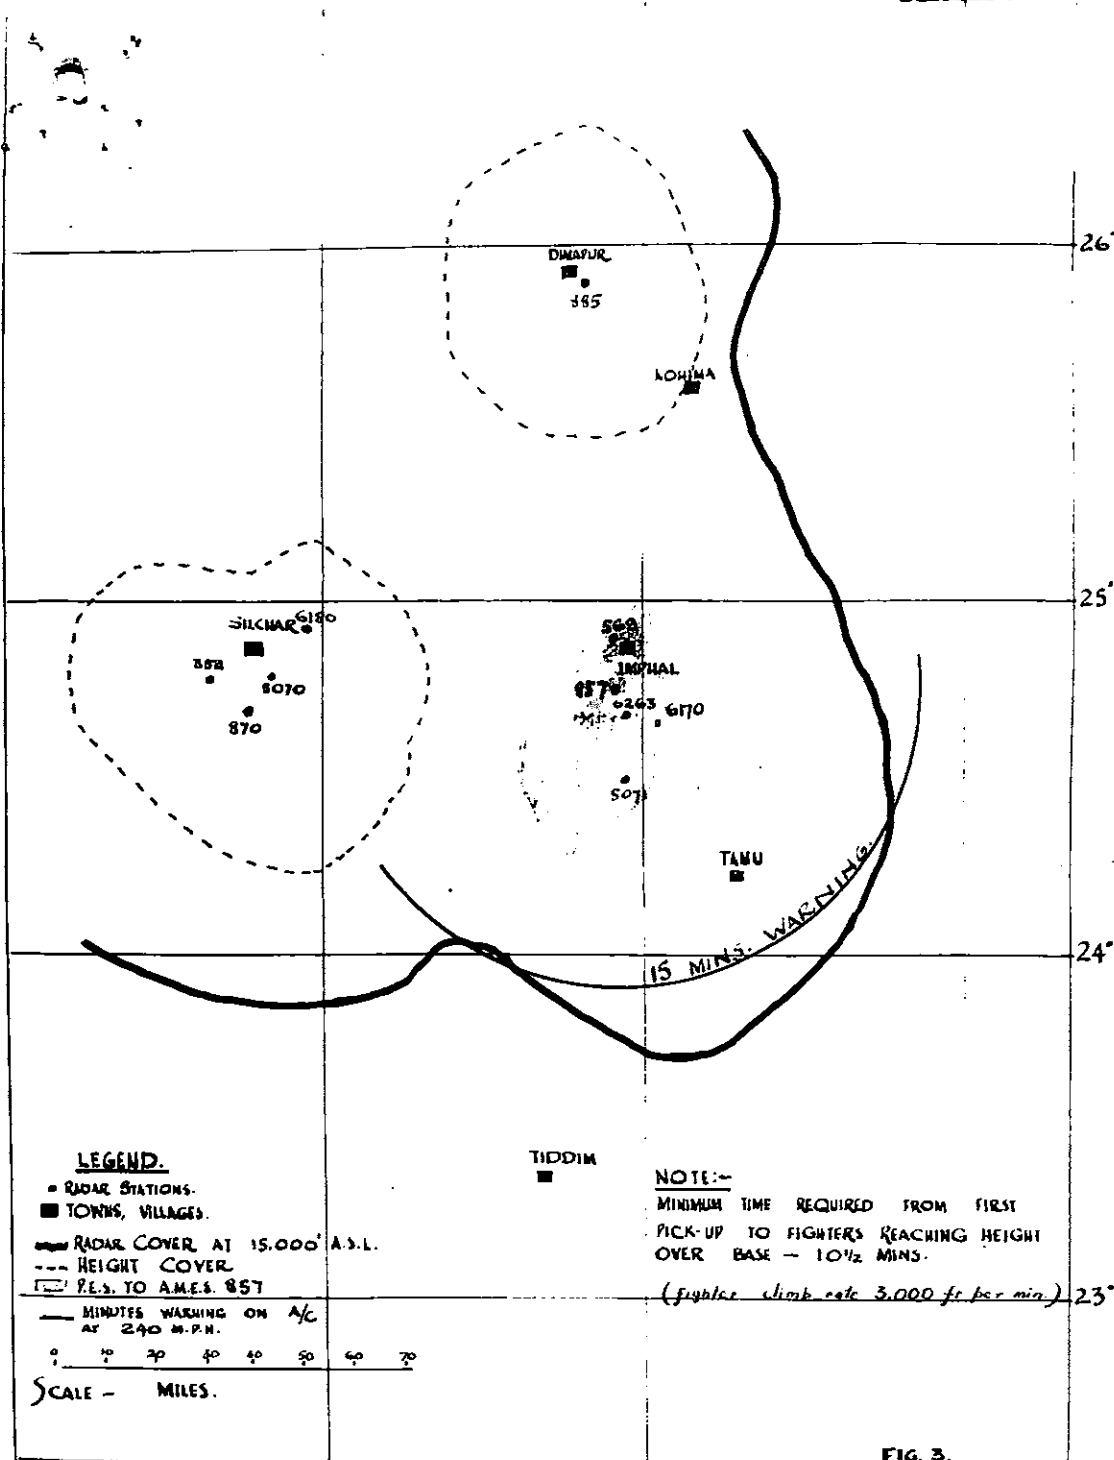 26°
DIMAPUR
385
KOHIMA
25°
SILCHAR
6180
569
IMPHAL
857
6263
6170
5070
870
5071
TAMU
15 MINS. WARNING.
24°
TIDDIM
LEGEND.
RADAR STATIONS.
TOWNS, VILLAGES.
RADAR COVER AT 15.000' A.S.L.
HEIGHT COVER
P.E.s. TO A.M.E.S. 857
MINUTES WARNING ON A/C
AT 240 M.P.H.
0 10 20 30 40 50 60 70
SCALE - MILES.
NOTE:-
MINIMUM TIME REQUIRED FROM FIRST
PICK-UP TO FIGHTERS REACHING HEIGHT
OVER BASE - 10½ MINS.
(fighter climb rate 3.000 ft per min.)
23°
FIG. 3.